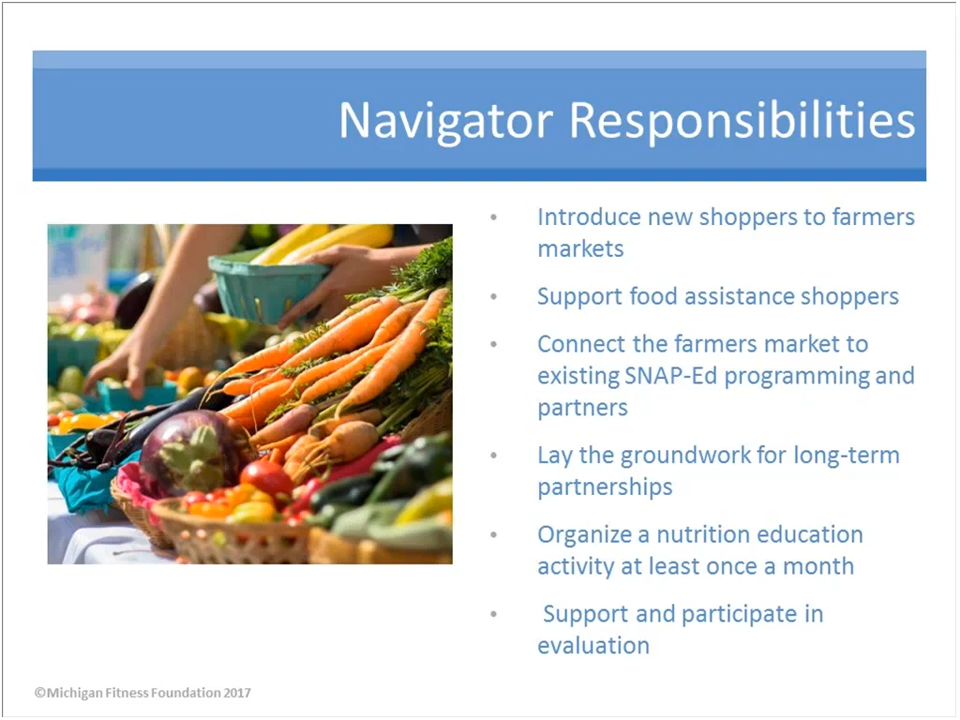 Navigator Responsibilities
• Introduce new shoppers to farmers
markets
• Support food assistance shoppers
• Connect the farmers market to
existing SNAP-Ed programming and
partners
• Lay the groundwork for long-term
partnerships
• Organize a nutrition education
activity at least once a month
• Support and participate in
evaluation
©Michigan Fitness Foundation 2017